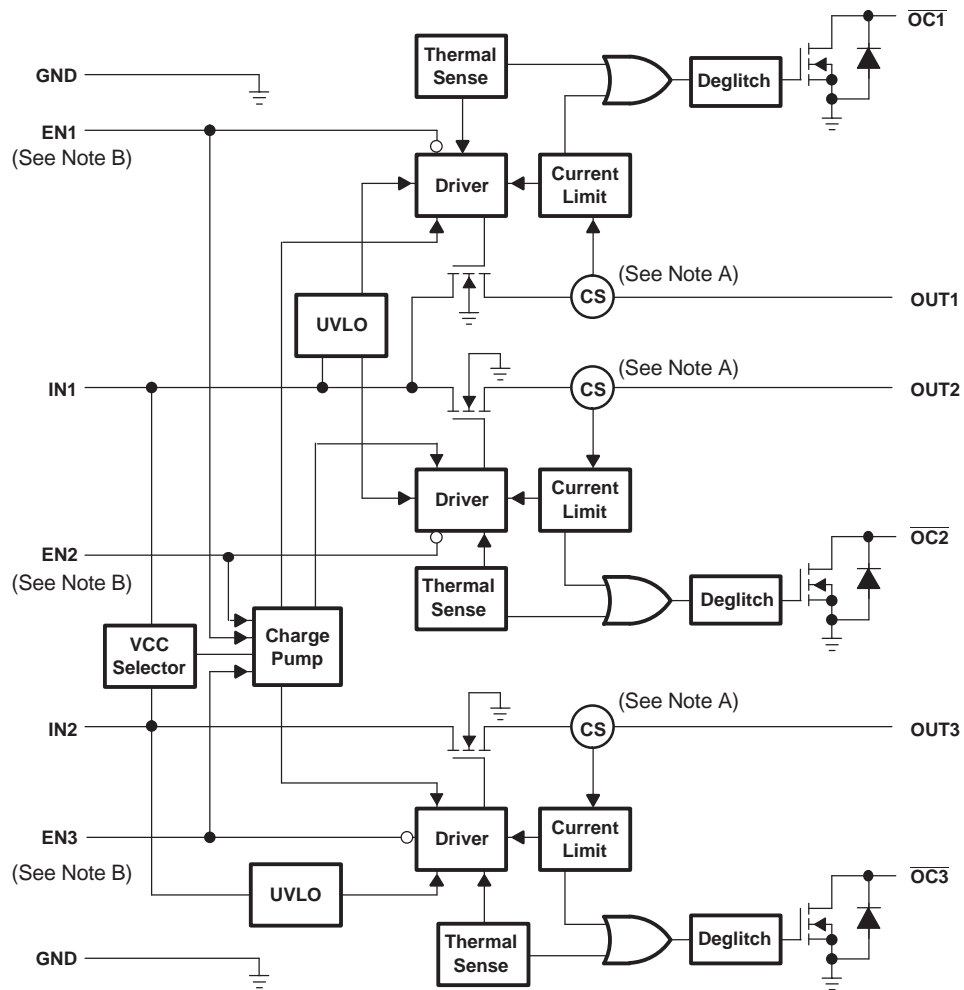 OC1
Thermal
Sense
GND
Deglitch
EN1
(See Note B)
Driver
Current
Limit
(See Note A)
CS
OUT1
UVLO
(See Note A)
IN1
CS
OUT2
Driver
Current
Limit
OC2
EN2
(See Note B)
Thermal
Sense
Deglitch
VCC
Selector
Charge
Pump
(See Note A)
IN2
CS
OUT3
EN3
Driver
Current
Limit
(See Note B)
OC3
UVLO
Thermal
Sense
Deglitch
GND